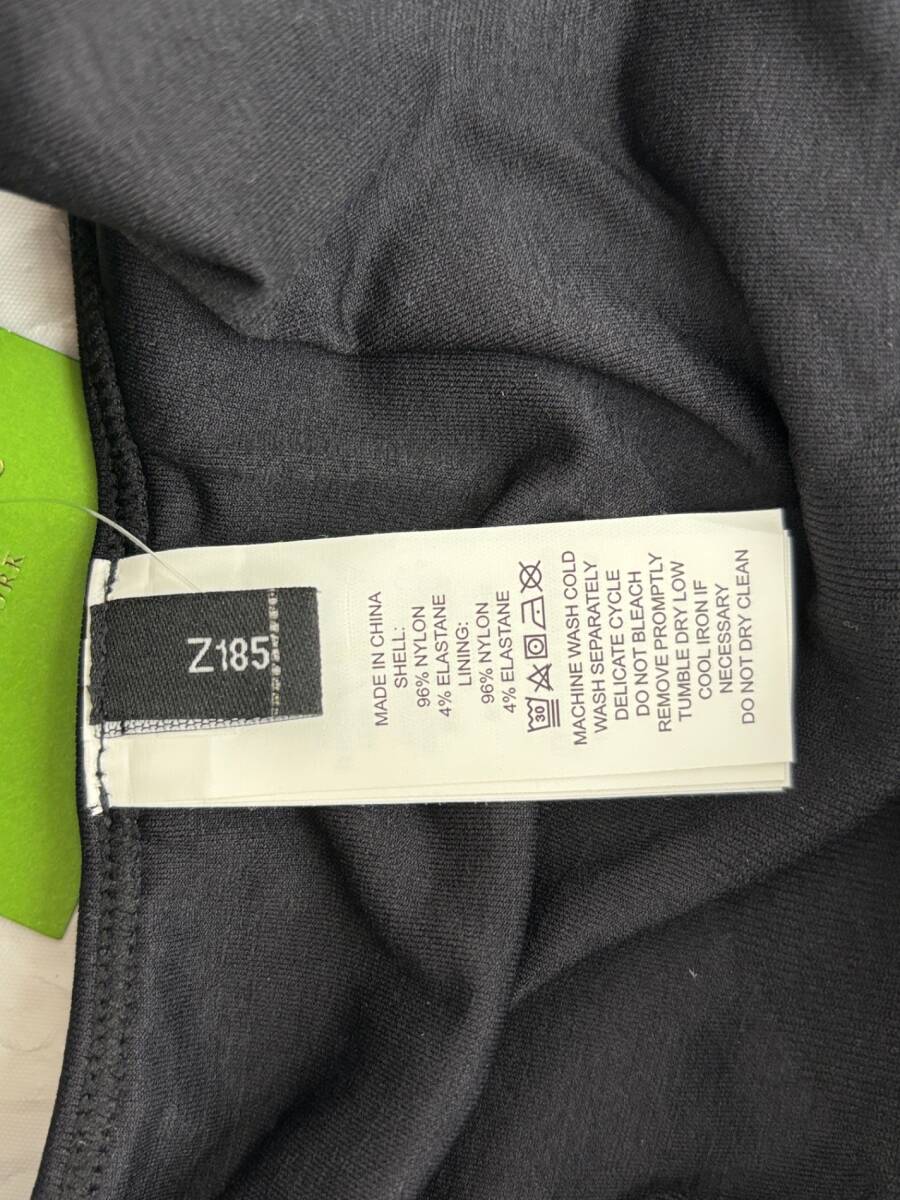 Z185
MADE IN CHINA
SHELL:
96% NYLON
4% ELASTANE
LINING:
96% NYLON
4% ELASTANE
30
MACHINE WASH COLD
WASH SEPARATELY
DELICATE CYCLE
DO NOT BLEACH
REMOVE PROMPTLY
TUMBLE DRY LOW
COOL IRON IF
NECESSARY
DO NOT DRY CLEAN